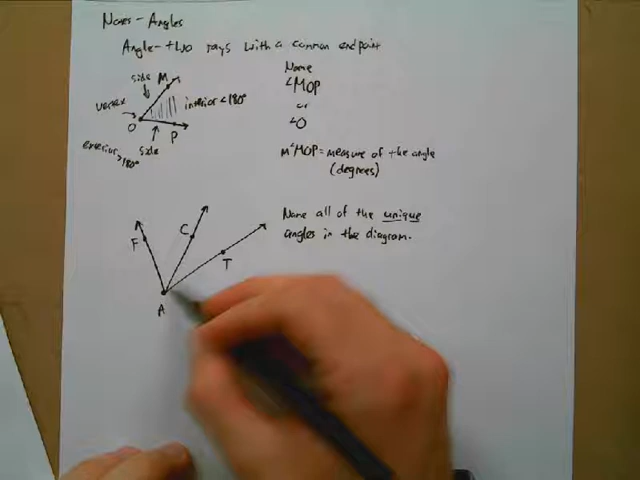 Notes - Angles
Angle - two rays with a common endpoint
side M
Name
∠MOP
vertex
interior < 180°
or
O
P
∠O
exterior > 180°
side
m∠MOP = measure of the angle
(degrees)
Name all of the unique
angles in the diagram.
F
C
T
A